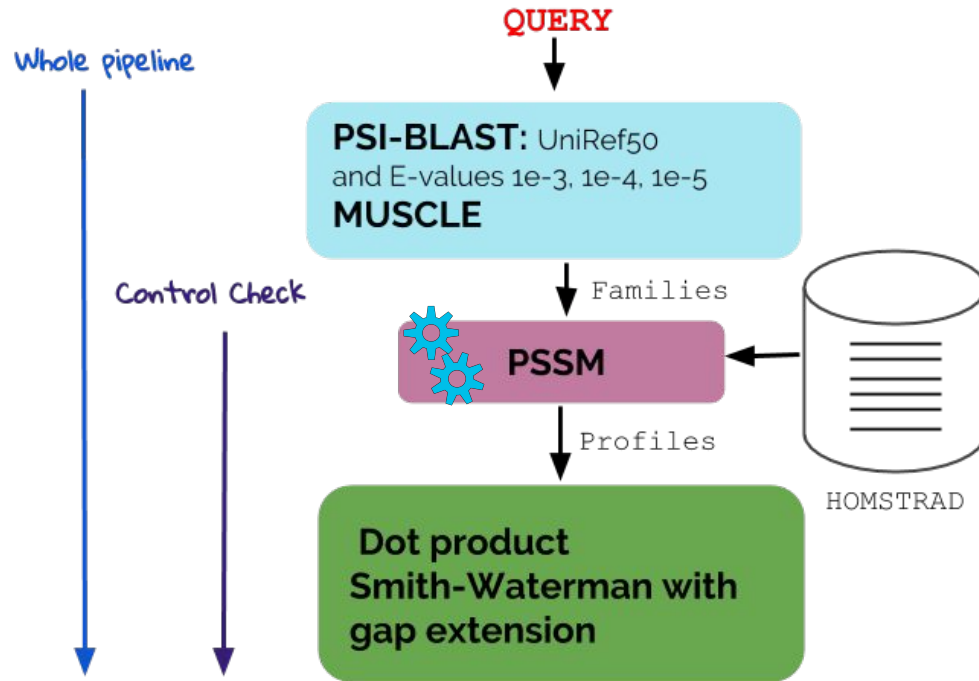 QUERY
Whole pipeline
PSI-BLAST: UniRef50
and E-values 1e-3, 1e-4, 1e-5
MUSCLE
Families
Control Check
PSSM
Profiles
HOMSTRAD
Dot product
Smith-Waterman with
gap extension